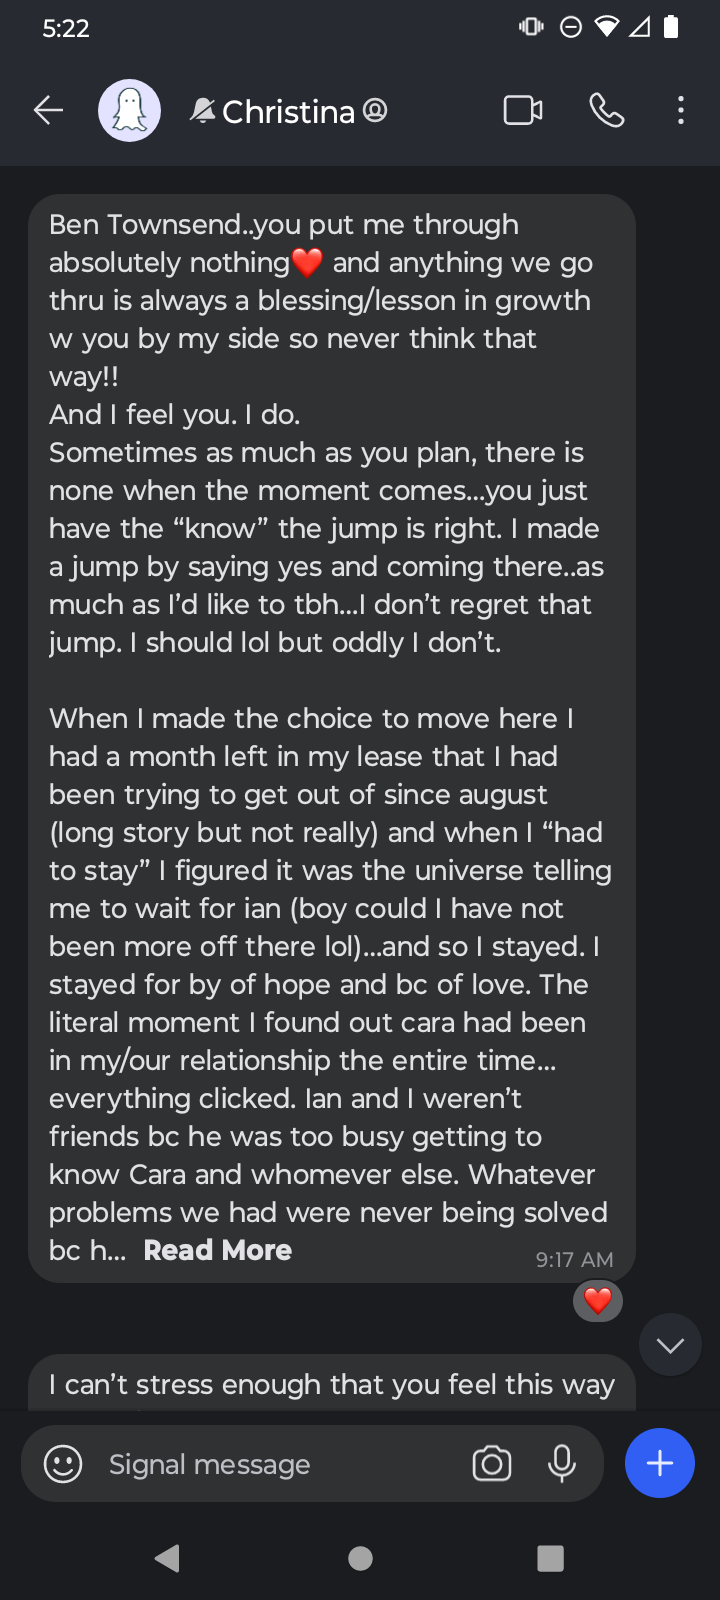 5:22
Christina
Ben Townsend..you put me through
absolutely nothing❤️ and anything we go
thru is always a blessing/lesson in growth
w you by my side so never think that
way!!
And I feel you. I do.
Sometimes as much as you plan, there is
none when the moment comes...you just
have the “know” the jump is right. I made
a jump by saying yes and coming there..as
much as I’d like to tbh...I don’t regret that
jump. I should lol but oddly I don’t.
When I made the choice to move here I
had a month left in my lease that I had
been trying to get out of since august
(long story but not really) and when I “had
to stay” I figured it was the universe telling
me to wait for ian (boy could I have not
been more off there lol)...and so I stayed. I
stayed for by of hope and bc of love. The
literal moment I found out cara had been
in my/our relationship the entire time...
everything clicked. Ian and I weren’t
friends bc he was too busy getting to
know Cara and whomever else. Whatever
problems we had were never being solved
bc h... Read More
9:17 AM
❤️
I can’t stress enough that you feel this way
Signal message